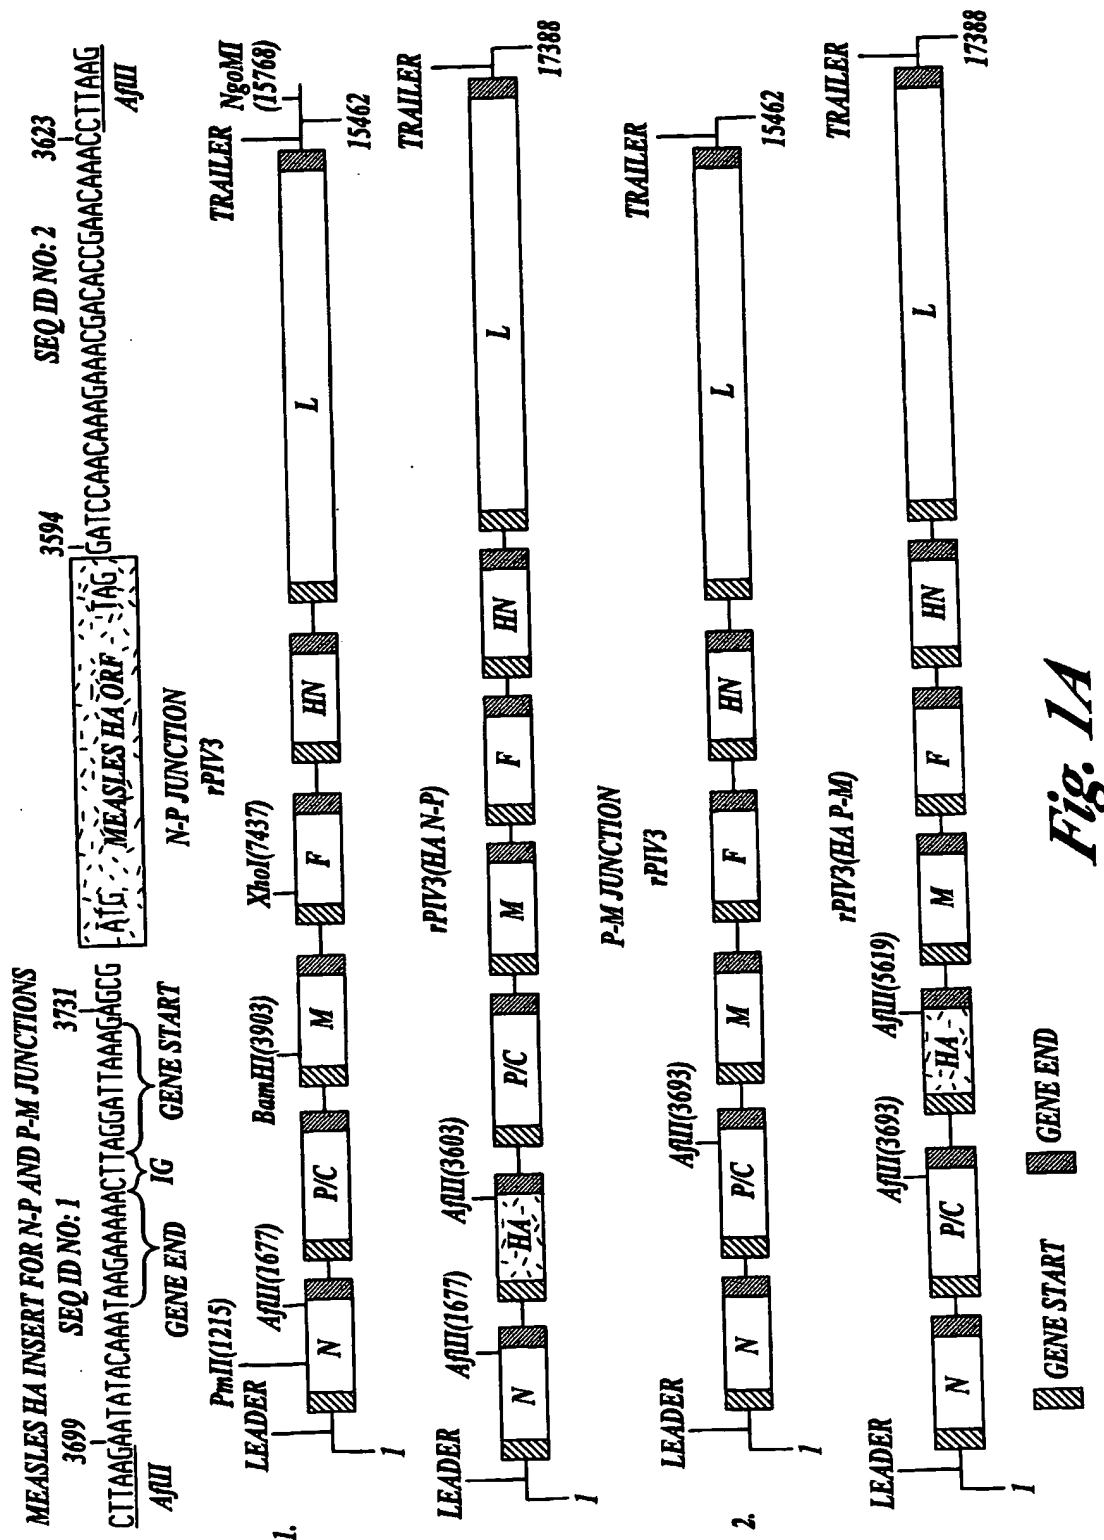 MEASLES HA INSERT FOR N-P AND P-M JUNCTIONS
3699 SEQ ID NO: 1 3731 3594 SEQ ID NO: 2 3623
CTTAAGAATATACAAATAAGAAAAACTTAGGATTAAAGAGCG ATG MEASLES HA ORF TAG GATCCAACAAAGAAACGACACCGAACAAACCTTAAG
AflII GENE END IG GENE START AflII
N-P JUNCTION
1. rPIV3
LEADER PmlI(1215) AflII(1677) BamHI(3903) XhoI(7437) TRAILER NgoMI (15768)
N P/C M F HN L
1 15462
rPIV3(HA N-P)
LEADER AflII(1677) AflII(3603) TRAILER
N HA P/C M F HN L
1 17388
P-M JUNCTION
2. rPIV3
LEADER AflII(3693) TRAILER
N P/C M F HN L
1 15462
rPIV3(HA P-M)
LEADER AflII(3693) AflII(5619) TRAILER
N P/C HA M F HN L
1 17388
GENE START GENE END
Fig. 1A